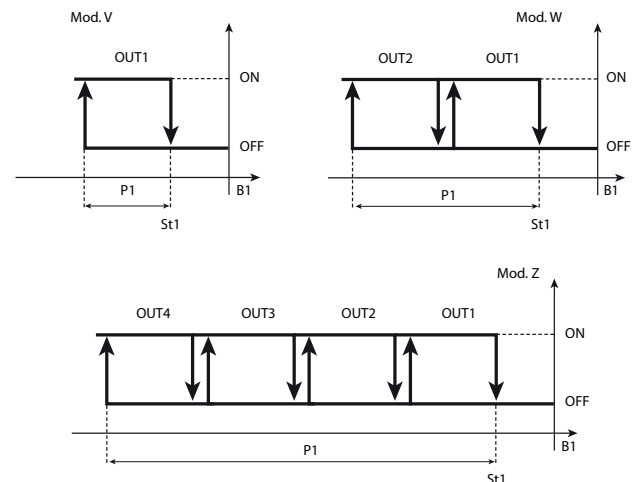 Mod. V
OUT1
ON
OFF
P1
B1
St1
Mod. W
OUT2 OUT1
ON
OFF
P1
B1
St1
Mod. Z
OUT4 OUT3 OUT2 OUT1
ON
OFF
P1
B1
St1